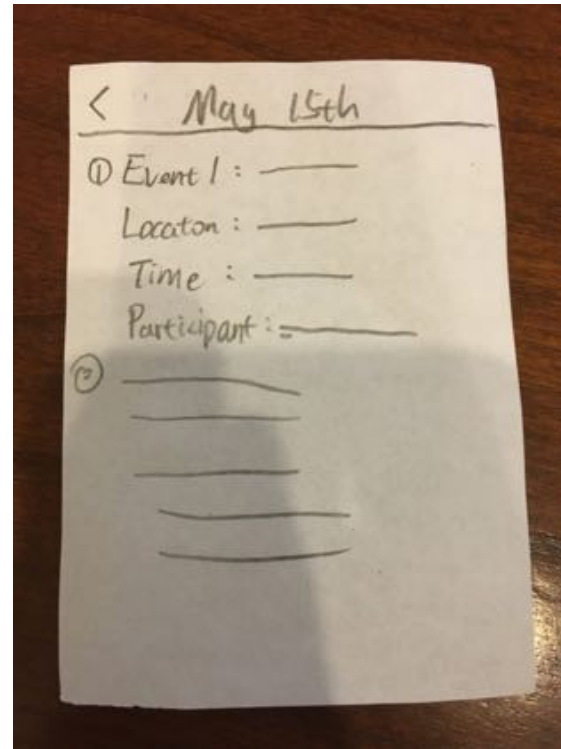 < May 15th
① Event 1 :
Locaton :
Time :
Participant :
②